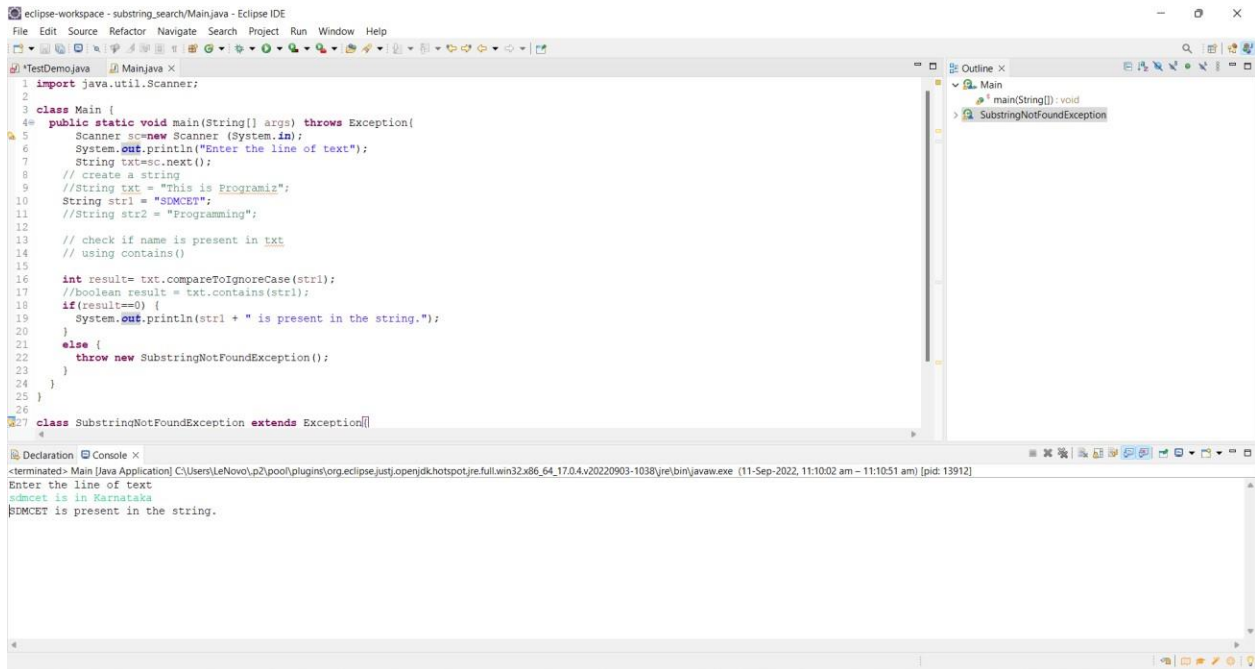 eclipse-workspace - substring_search/Main.java - Eclipse IDE
File Edit Source Refactor Navigate Search Project Run Window Help
*TestDemo.java Main.java
1 import java.util.Scanner;
2
3 class Main {
4 public static void main(String[] args) throws Exception{
5 Scanner sc=new Scanner (System.in);
6 System.out.println("Enter the line of text");
7 String txt=sc.next();
8 // create a string
9 //String txt = "This is Programiz";
10 String str1 = "SDMCET";
11 //String str2 = "Programming";
12
13 // check if name is present in txt
14 // using contains()
15
16 int result= txt.compareToIgnoreCase(str1);
17 //boolean result = txt.contains(str1);
18 if(result==0) {
19 System.out.println(str1 + " is present in the string.");
20 }
21 else {
22 throw new SubstringNotFoundException();
23 }
24 }
25 }
26
27 class SubstringNotFoundException extends Exception{
Outline
Main
main(String[]) : void
SubstringNotFoundException
Declaration Console
<terminated> Main [Java Application] C:\Users\LeNovo\.p2\pool\plugins\org.eclipse.justj.openjdk.hotspot.jre.full.win32.x86_64_17.0.4.v20220903-1038\jre\bin\javaw.exe (11-Sep-2022, 11:10:02 am – 11:10:51 am) [pid: 13912]
Enter the line of text
sdmcet is in Karnataka
SDMCET is present in the string.